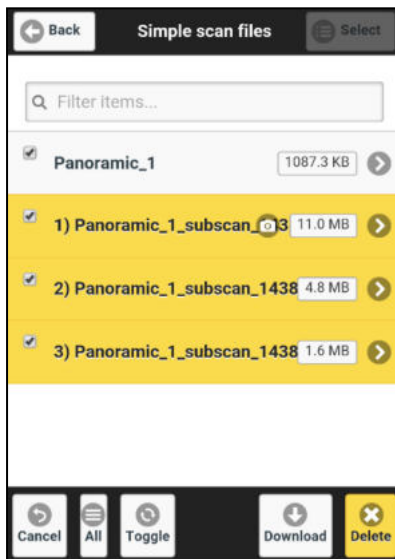 Back
Simple scan files
Select
Filter items...
Panoramic_1
1087.3 KB
1) Panoramic_1_subscan_ 3
11.0 MB
2) Panoramic_1_subscan_1438
4.8 MB
3) Panoramic_1_subscan_1438
1.6 MB
Cancel
All
Toggle
Download
Delete